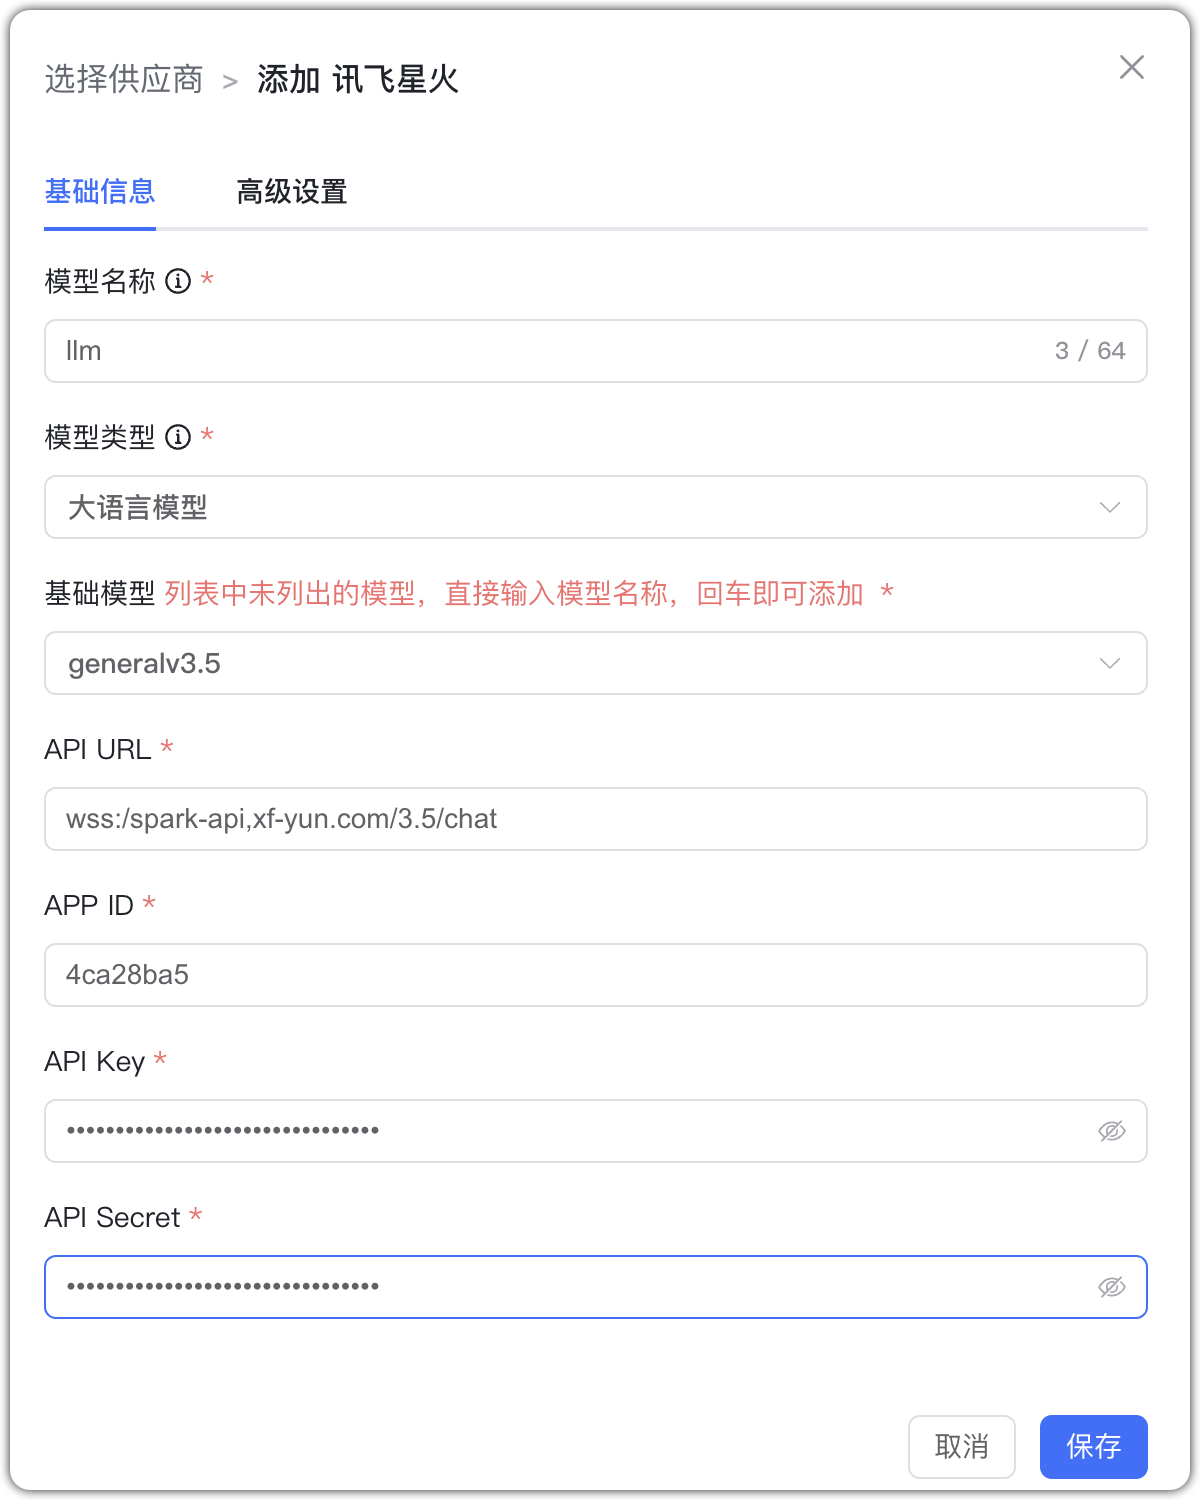 选择供应商 > 添加 讯飞星火
基础信息 高级设置
模型名称 *
llm 3 / 64
模型类型 *
大语言模型
基础模型 列表中未列出的模型，直接输入模型名称，回车即可添加 *
generalv3.5
API URL *
wss:/spark-api,xf-yun.com/3.5/chat
APP ID *
4ca28ba5
API Key *
••••••••••••••••••••••••••••••••
API Secret *
••••••••••••••••••••••••••••••••
取消 保存